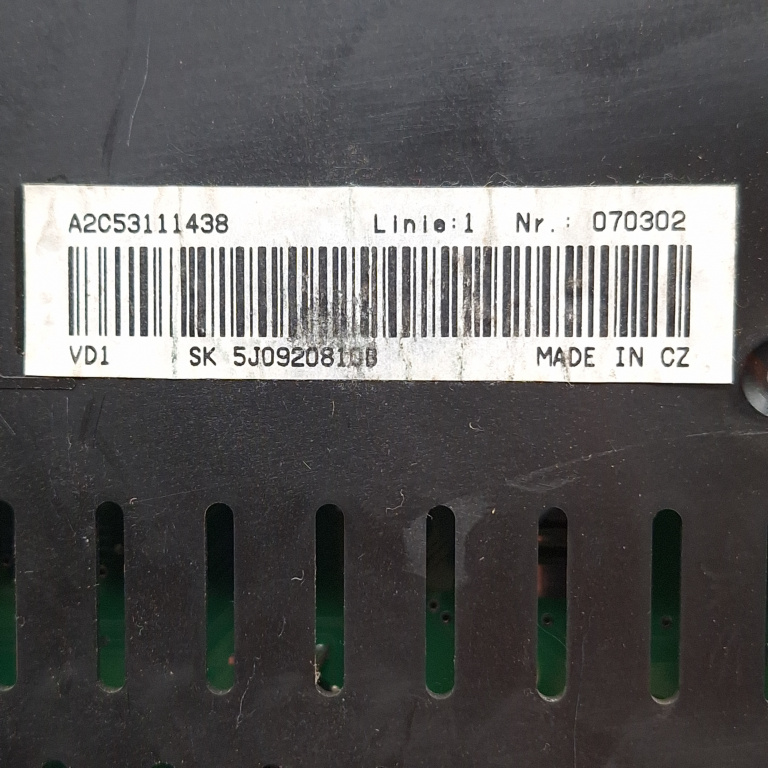 A2C53111438 Linie:1 Nr.: 070302
VD1 SK 5J0920810B MADE IN CZ